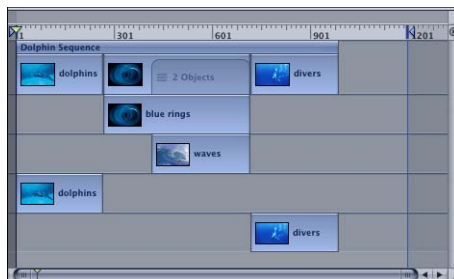 1 301 601 901 1201
Dolphin Sequence
dolphins 2 Objects divers
blue rings
waves
dolphins
divers